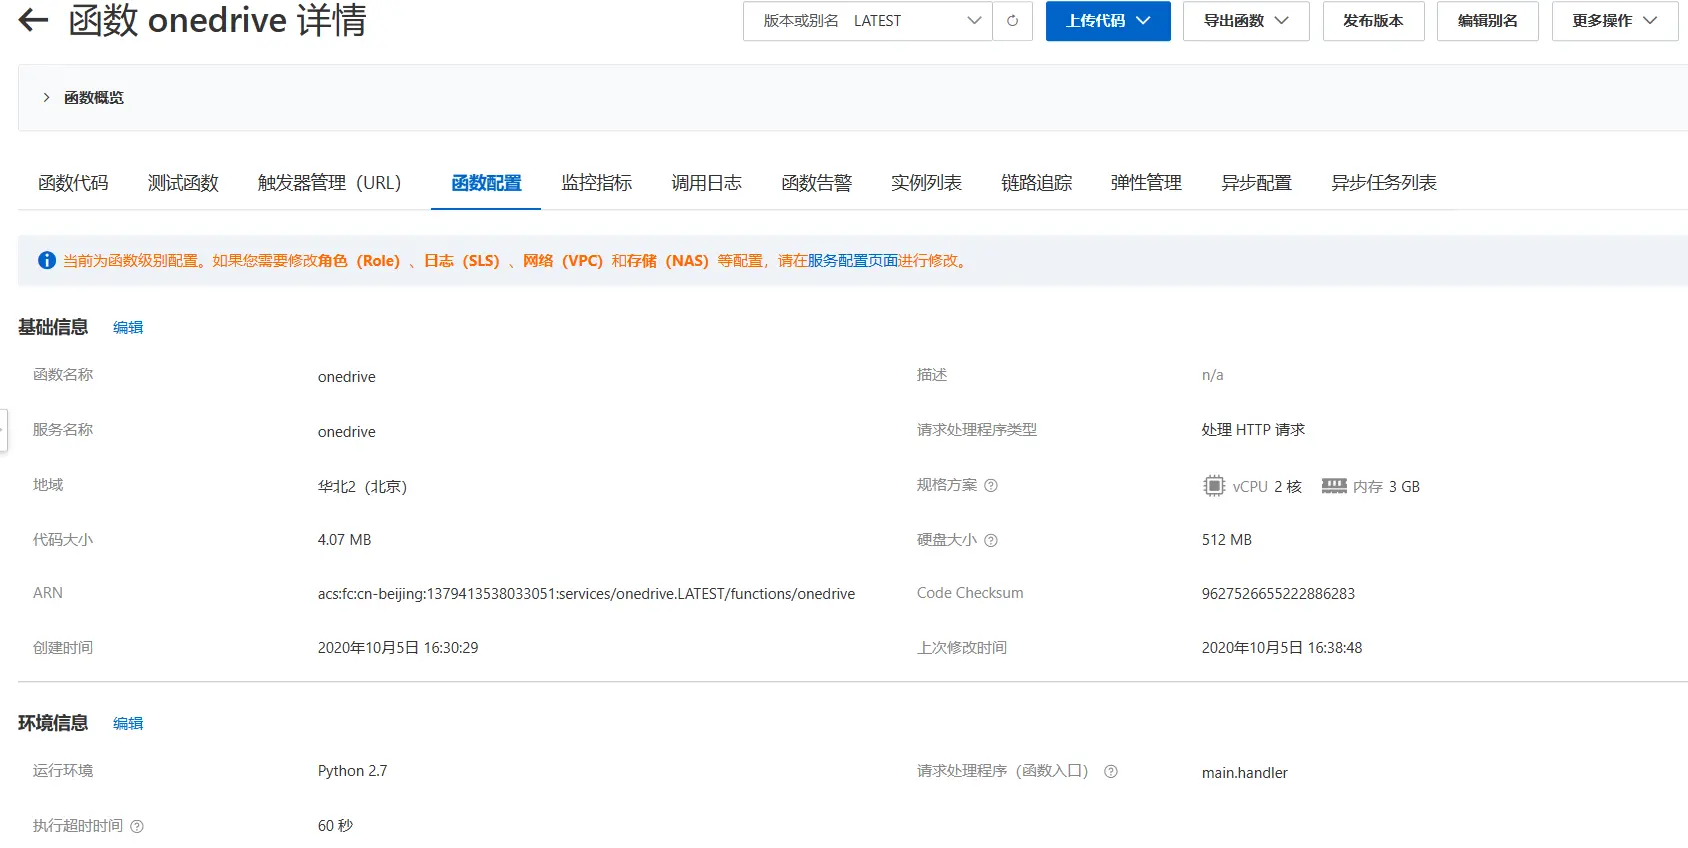 函数 onedrive 详情
版本或别名 LATEST
上传代码
导出函数
发布版本
编辑别名
更多操作
函数概览
函数代码 测试函数 触发器管理（URL） 函数配置 监控指标 调用日志 函数告警 实例列表 链路追踪 弹性管理 异步配置 异步任务列表
当前为函数级别配置。如果您需要修改角色（Role）、日志（SLS）、网络（VPC）和存储（NAS）等配置，请在服务配置页面进行修改。
基础信息 编辑
函数名称 onedrive 描述 n/a
服务名称 onedrive 请求处理程序类型 处理 HTTP 请求
地域 华北2（北京） 规格方案 vCPU 2 核 内存 3 GB
代码大小 4.07 MB 硬盘大小 512 MB
ARN acs:fc:cn-beijing:1379413538033051:services/onedrive.LATEST/functions/onedrive Code Checksum 9627526655222886283
创建时间 2020年10月5日 16:30:29 上次修改时间 2020年10月5日 16:38:48
环境信息 编辑
运行环境 Python 2.7 请求处理程序（函数入口） main.handler
执行超时时间 60 秒